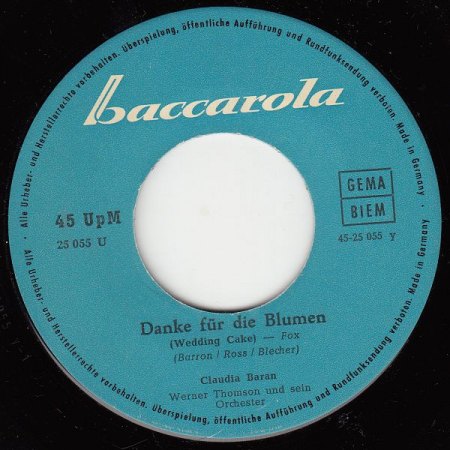 Alle Urheber- und Herstellerrechte vorbehalten. Überspielung, öffentliche Aufführung und Rundfunksendung verboten. Made in Germany.
baccarola
45 UpM
25 055 U
GEMA
BIEM
45-25 055 y
Danke für die Blumen
(Wedding Cake) — Fox
(Barron / Ross / Blecher)
Claudia Baran
Werner Thomson und sein
Orchester
Alle Urheber- und Herstellerrechte vorbehalten. Überspielung, öffentliche Aufführung und Rundfunksendung verboten. Made in Germany.